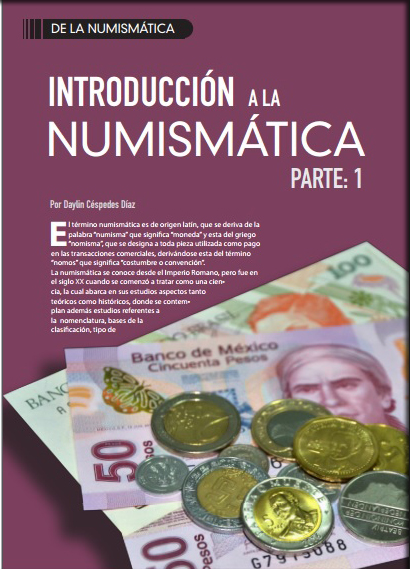 DE LA NUMISMÁTICA
INTRODUCCIÓN A LA
NUMISMÁTICA
PARTE: 1
Por Daylin Céspedes Díaz
El término numismática es de origen latín, que se deriva de la
palabra "numisma" que significa "moneda" y esta del griego
"nomisma", que se designa a toda pieza utilizada como pago
en las transacciones comerciales, derivándose esta del término
"nomos" que significa "costumbre o convención".
La numismática se conoce desde el Imperio Romano, pero fue en
el siglo XX cuando se comenzó a tratar como una cien-
cia, la cual abarca en sus estudios aspectos tanto
teóricos como históricos, donde se contem-
plan además estudios referentes a
la nomenclatura, bases de la
clasificación, tipo de
100
Banco de México
Cincuenta Pesos
BANC
50
pesos
BEATRIX
G7913088
50
pesos